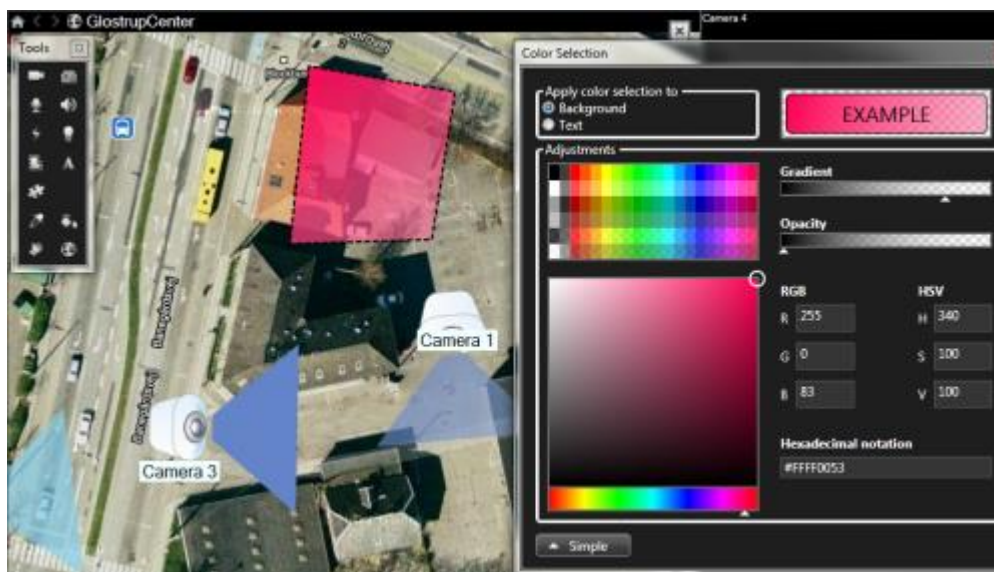 GlostrupCenter
Camera 4
Tools
Color Selection
Apply color selection to
Background
Text
EXAMPLE
Adjustments
Gradient
Opacity
RGB
HSV
R 255
H 340
G 0
S 100
B 83
V 100
Hexadecimal notation
#FFFF0053
Simple
A
Camera 1
Camera 3